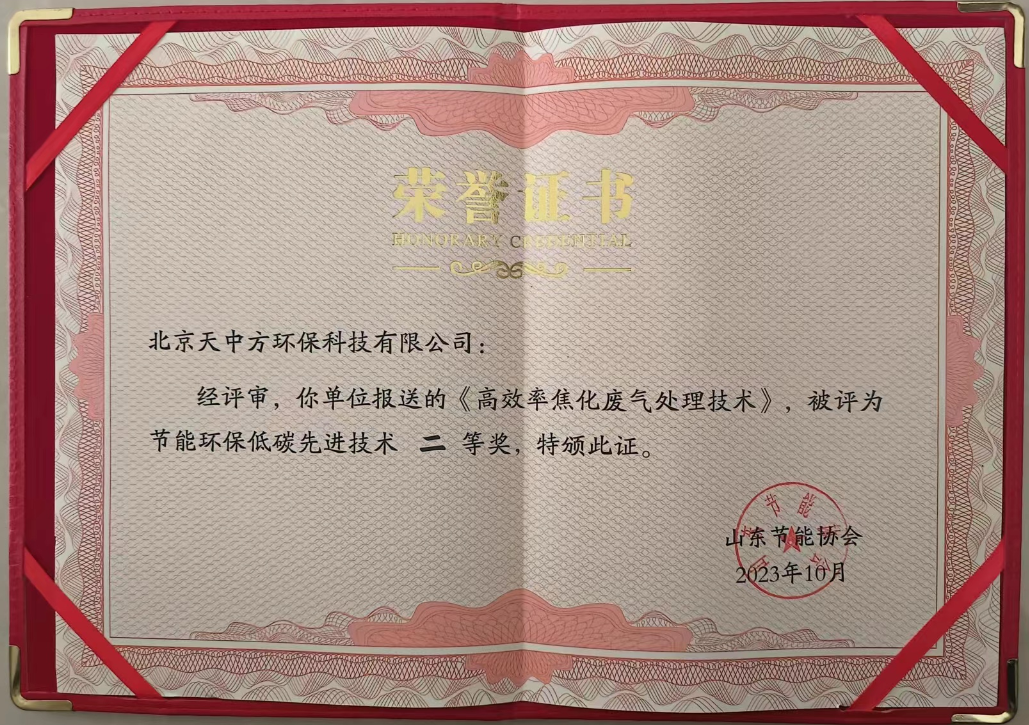 荣誉证书
HONORARY CREDENTIAL
北京天中方环保科技有限公司：
经评审，你单位报送的《高效率焦化废气处理技术》，被评为
节能环保低碳先进技术 二 等奖，特颁此证。
山东节能协会
2023年10月